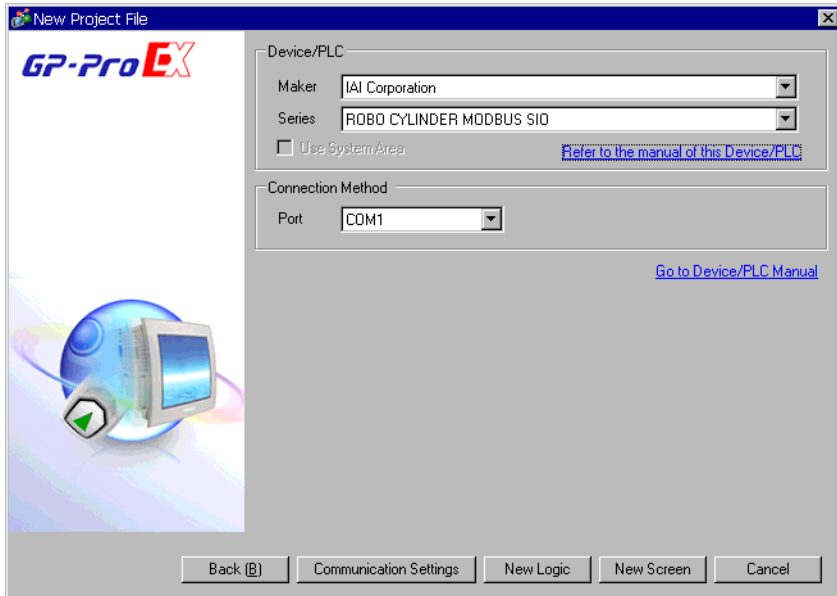 New Project File
GP-Pro EX
Device/PLC
Maker IAI Corporation
Series ROBO CYLINDER MODBUS SIO
Use System Area Refer to the manual of this Device/PLC
Connection Method
Port COM1
Go to Device/PLC Manual
Back (B) Communication Settings New Logic New Screen Cancel